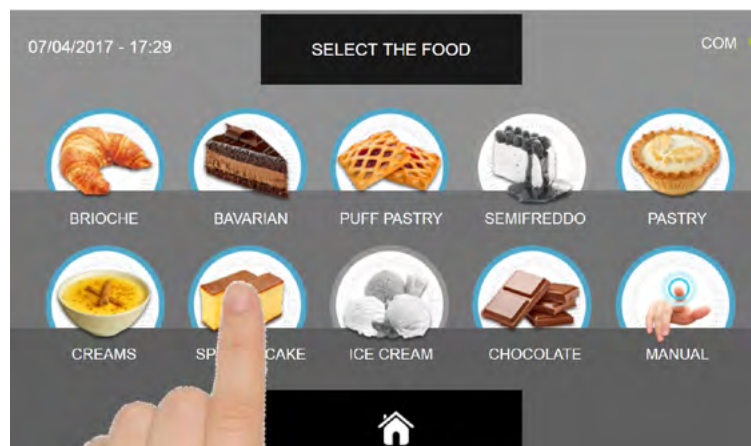 07/04/2017 - 17:29
SELECT THE FOOD
COM
BRIOCHE
BAVARIAN
PUFF PASTRY
SEMIFREDDO
PASTRY
CREAMS
CAKE
ICE CREAM
CHOCOLATE
MANUAL